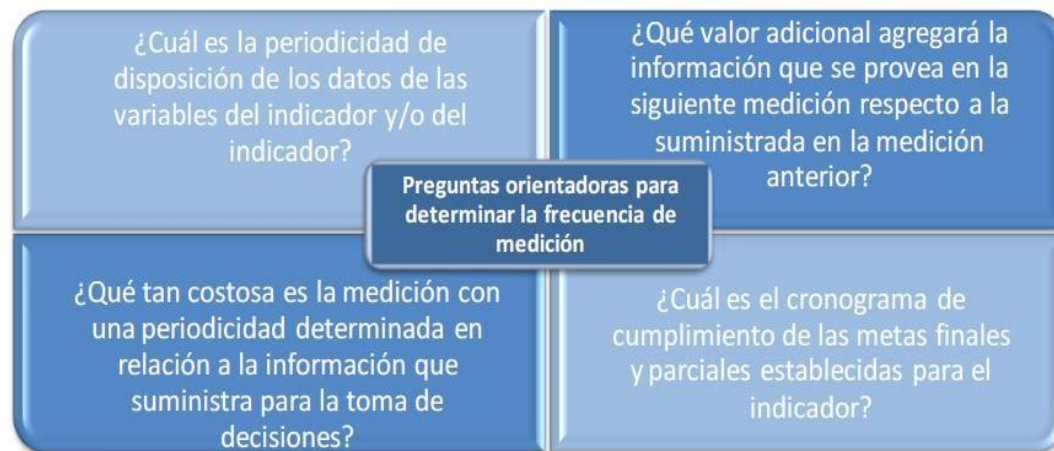 ¿Cuál es la periodicidad de
disposición de los datos de las
variables del indicador y/o del
indicador?
¿Qué valor adicional agregará la
información que se provea en la
siguiente medición respecto a la
suministrada en la medición
anterior?
Preguntas orientadoras para
determinar la frecuencia de
medición
¿Qué tan costosa es la medición con
una periodicidad determinada en
relación a la información que
suministra para la toma de
decisiones?
¿Cuál es el cronograma de
cumplimiento de las metas finales
y parciales establecidas para el
indicador?